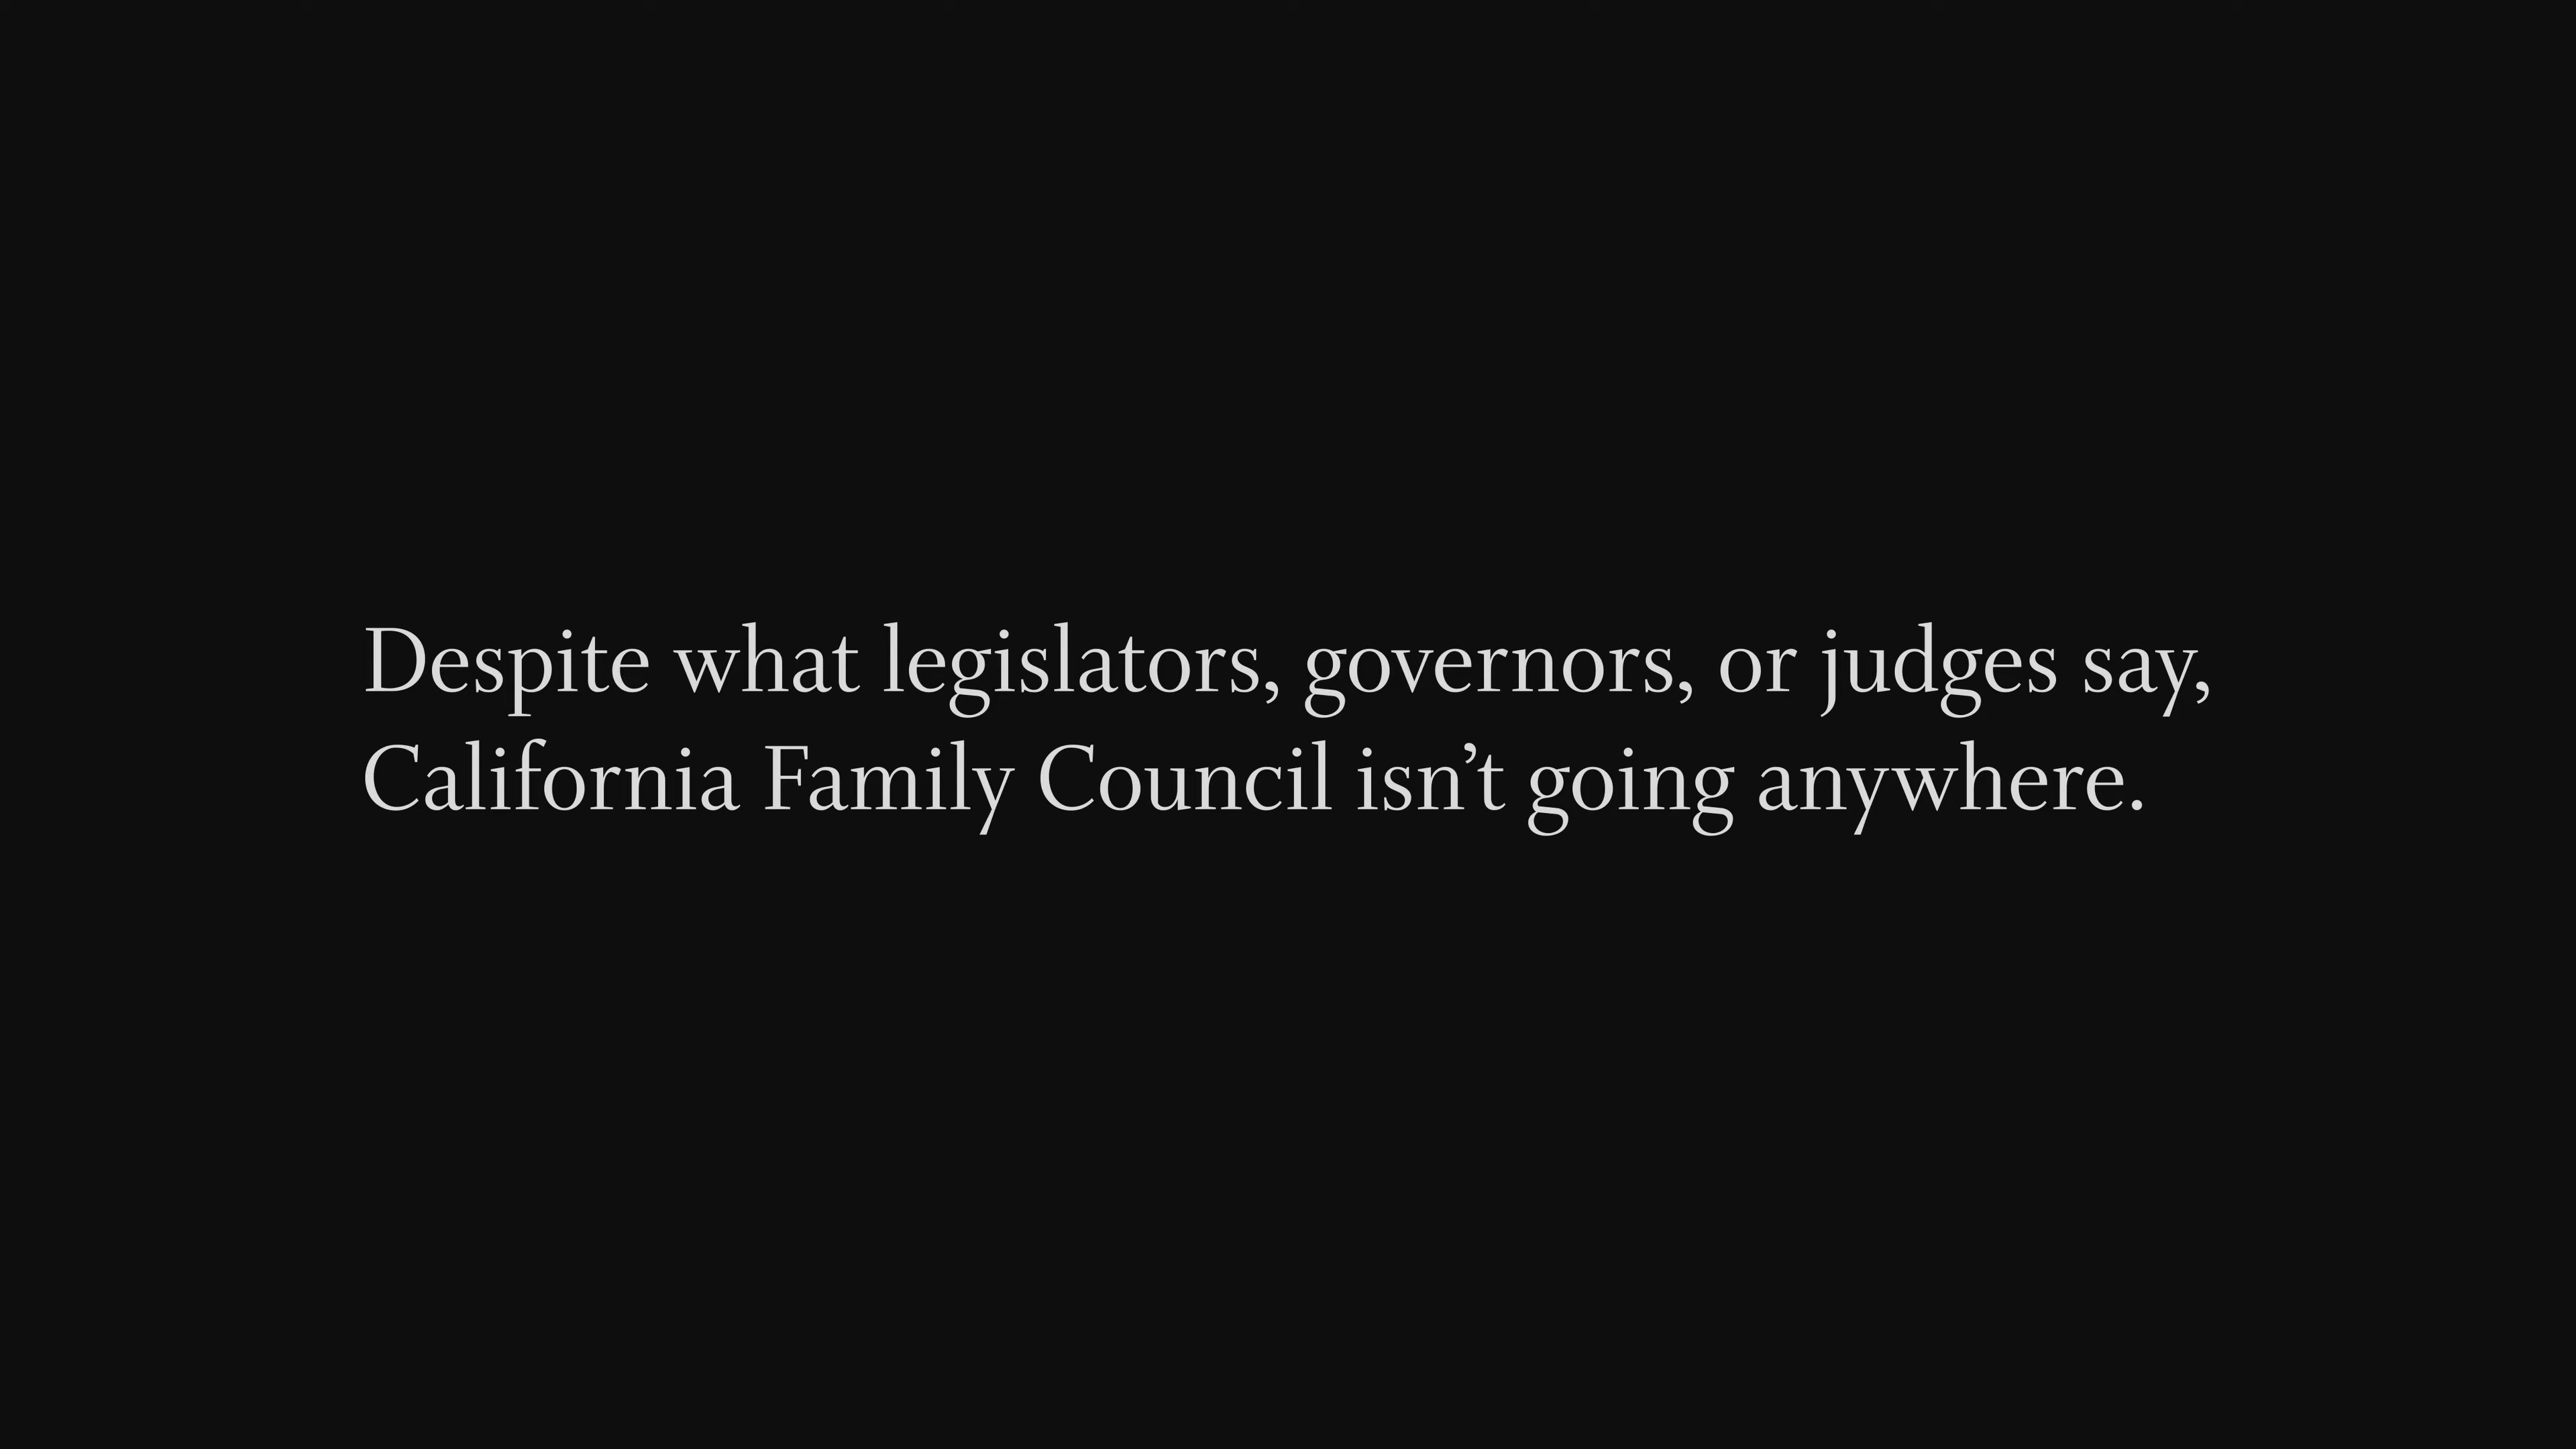 Despite what legislators, governors, or judges say,
California Family Council isn’t going anywhere.